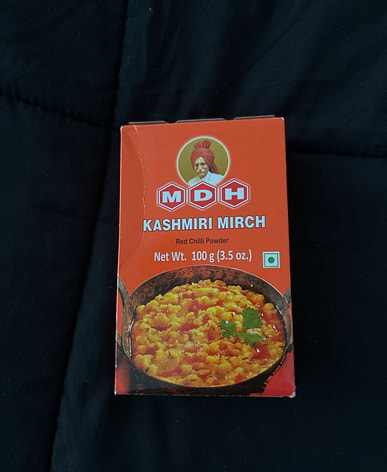 MDH
KASHMIRI MIRCH
Red Chilli Powder
Net Wt. 100 g (3.5 oz.)